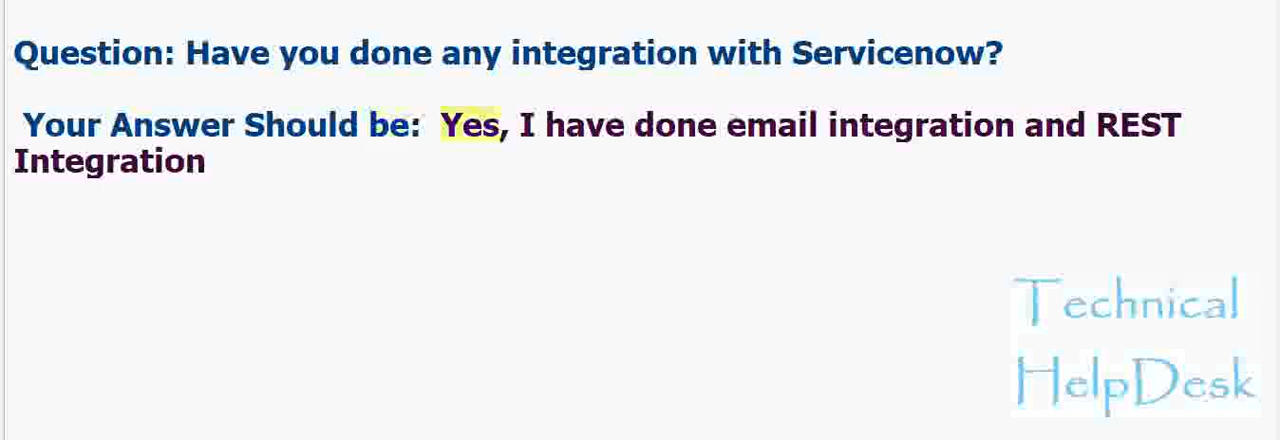 Question: Have you done any integration with Servicenow?
Your Answer Should be: Yes, I have done email integration and REST
Integration
Technical
HelpDesk